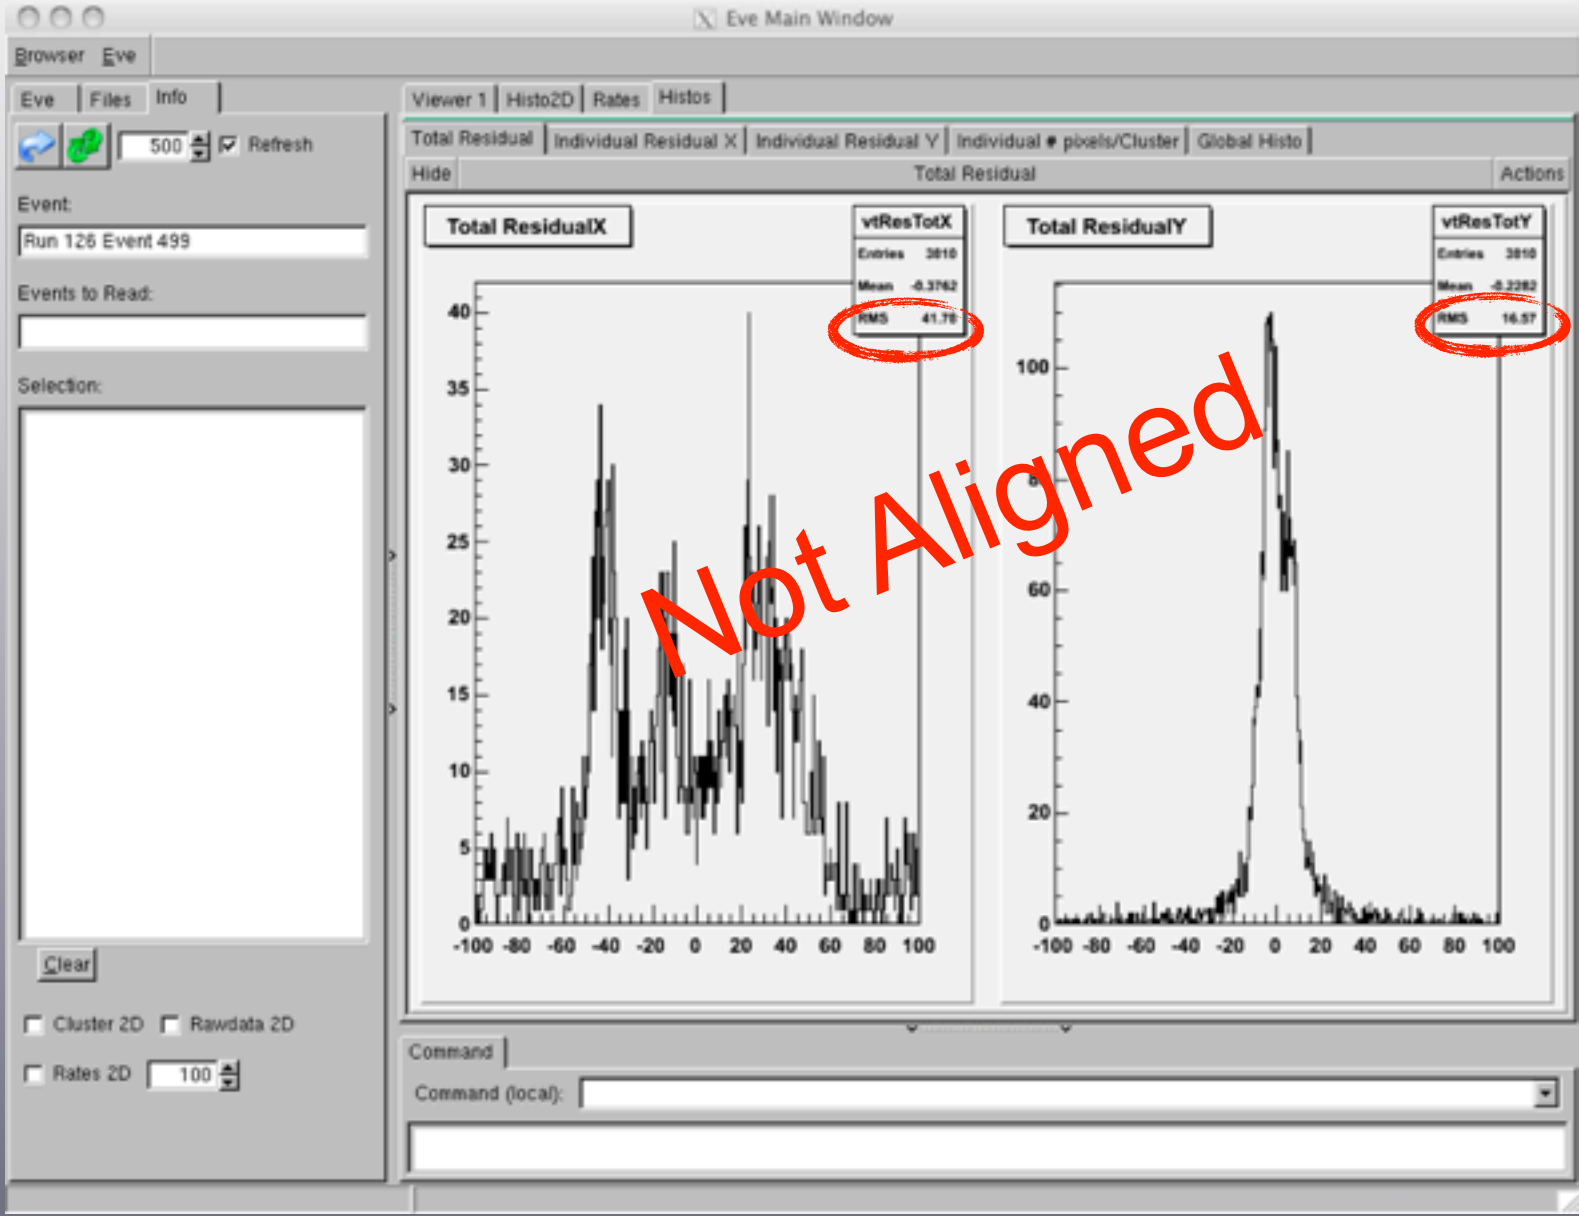 Eve Main Window
Browser Eve
Eve Files Info
500 Refresh
Event:
Run 126 Event 499
Events to Read:
Selection:
Clear
Cluster 2D Rawdata 2D
Rates 2D 100
Viewer 1 Histo2D Rates Histos
Total Residual Individual Residual X Individual Residual Y Individual # pixels/Cluster Global Histo
Hide Total Residual Actions
Total ResidualX
vtResTotX
Entries 3810
Mean -0.3762
RMS 41.78
40
35
30
25
20
15
10
5
0
-100 -80 -60 -40 -20 0 20 40 60 80 100
Total ResidualY
vtResTotY
Entries 3810
Mean -0.2282
RMS 16.57
100
60
40
20
0
-100 -80 -60 -40 -20 0 20 40 60 80 100
Not Aligned
Command
Command (local):